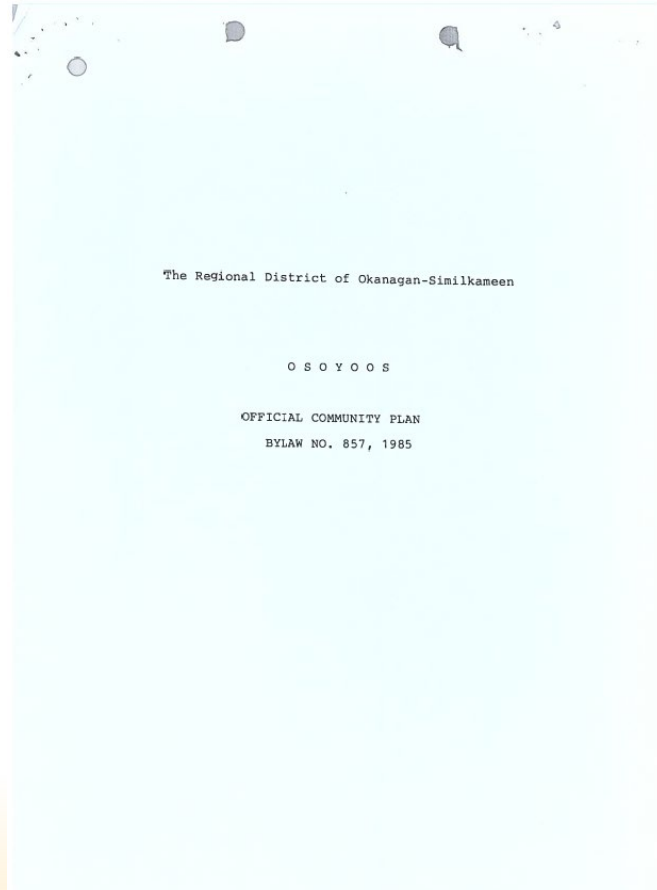 The Regional District of Okanagan-Similkameen
O S O Y O O S
OFFICIAL COMMUNITY PLAN
BYLAW NO. 857, 1985